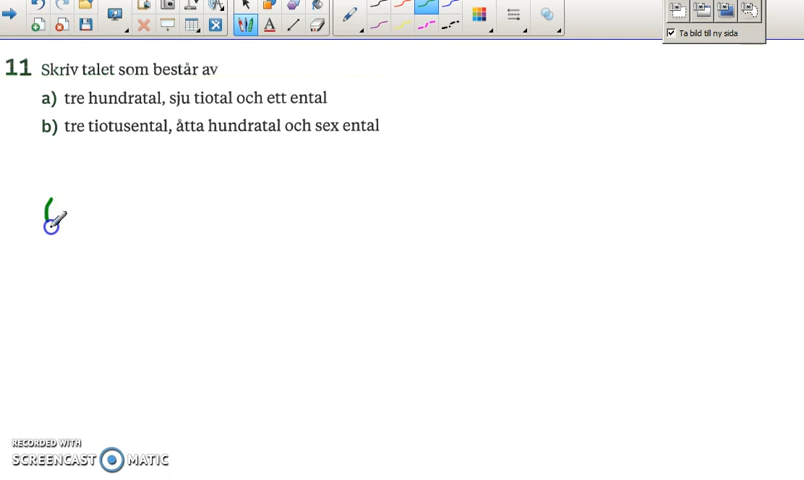 Ta bild till ny sida
11 Skriv talet som består av
a) tre hundratal, sju tiotal och ett ental
b) tre tiotusental, åtta hundratal och sex ental
RECORDED WITH
SCREENCAST MATIC